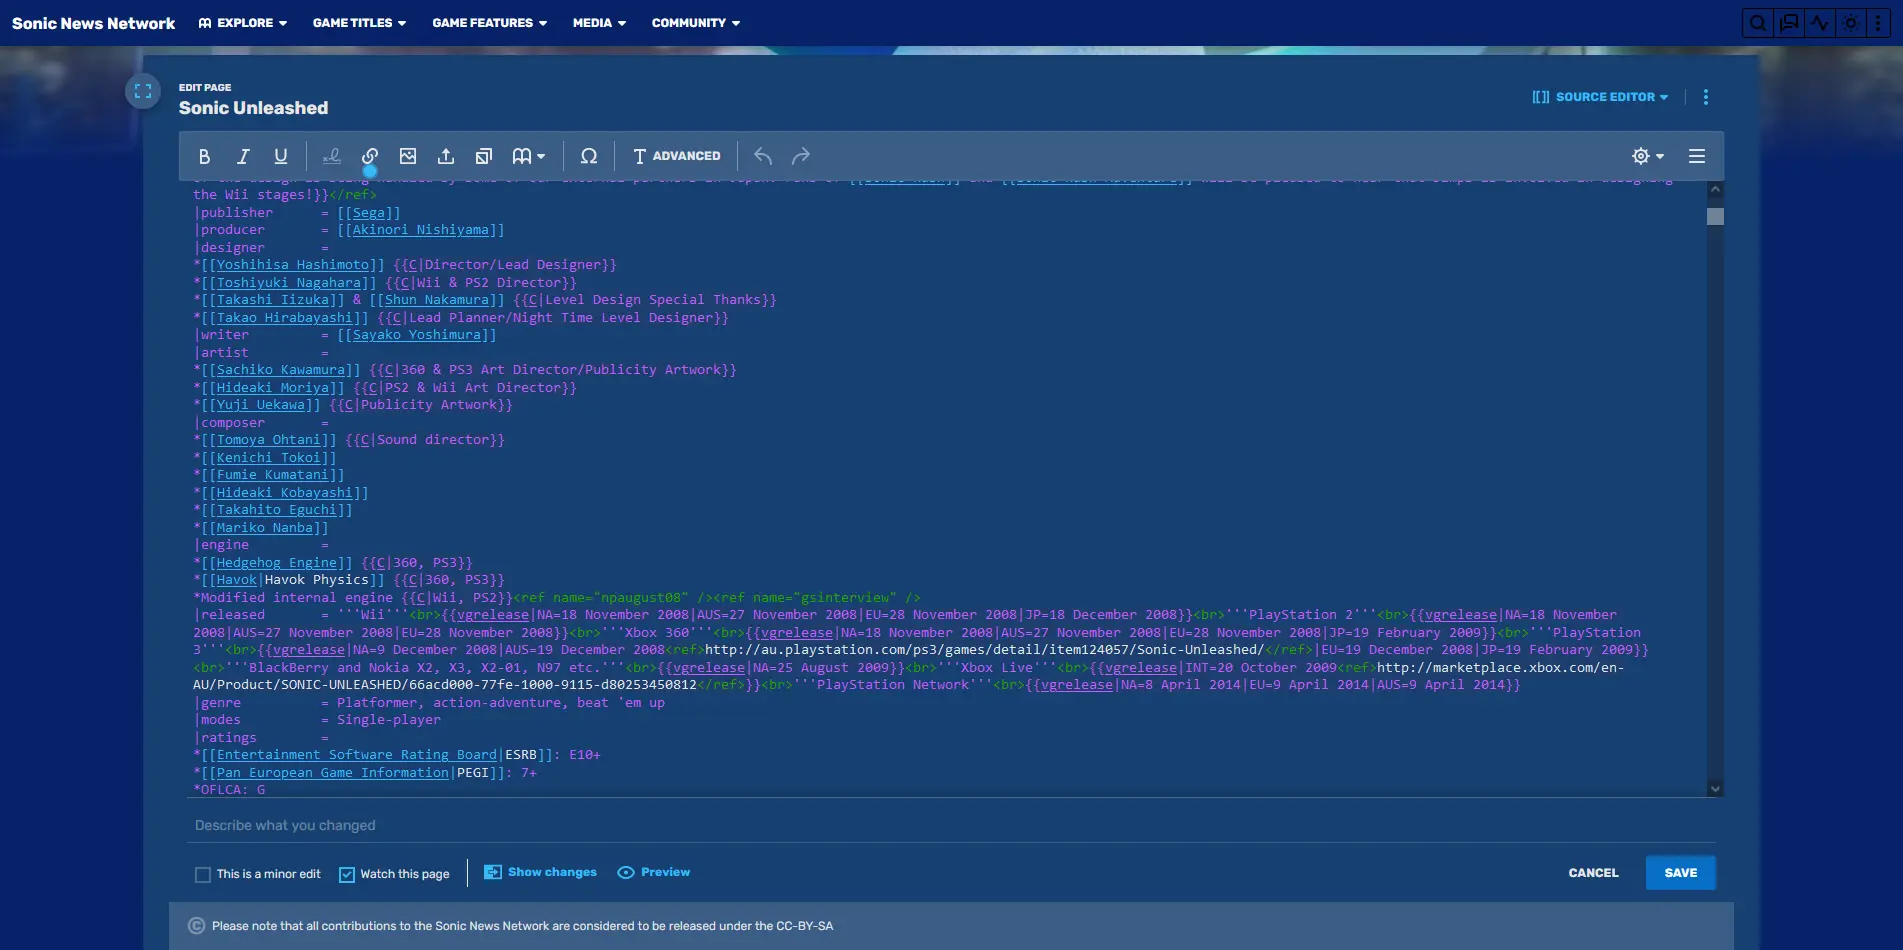 Sonic News Network EXPLORE GAME TITLES GAME FEATURES MEDIA COMMUNITY
EDIT PAGE
Sonic Unleashed
[[]] SOURCE EDITOR
B I U Ω T ADVANCED
the Wii stages!}}</ref>
|publisher = [[Sega]]
|producer = [[Akinori Nishiyama]]
|designer =
*[[Yoshihisa Hashimoto]] {{C|Director/Lead Designer}}
*[[Toshiyuki Nagahara]] {{C|Wii & PS2 Director}}
*[[Takashi Iizuka]] & [[Shun Nakamura]] {{C|Level Design Special Thanks}}
*[[Takao Hirabayashi]] {{C|Lead Planner/Night Time Level Designer}}
|writer = [[Sayako Yoshimura]]
|artist =
*[[Sachiko Kawamura]] {{C|360 & PS3 Art Director/Publicity Artwork}}
*[[Hideaki Moriya]] {{C|PS2 & Wii Art Director}}
*[[Yuji Uekawa]] {{C|Publicity Artwork}}
|composer =
*[[Tomoya Ohtani]] {{C|Sound director}}
*[[Kenichi Tokoi]]
*[[Fumie Kumatani]]
*[[Hideaki Kobayashi]]
*[[Takahito Eguchi]]
*[[Mariko Nanba]]
|engine =
*[[Hedgehog Engine]] {{C|360, PS3}}
*[[Havok|Havok Physics]] {{C|360, PS3}}
*Modified internal engine {{C|Wii, PS2}}<ref name="npaugust08" /><ref name="gsinterview" />
|released = '''Wii'''<br>{{vgrelease|NA=18 November 2008|AUS=27 November 2008|EU=28 November 2008|JP=18 December 2008}}<br>'''PlayStation 2'''<br>{{vgrelease|NA=18 November
2008|AUS=27 November 2008|EU=28 November 2008}}<br>'''Xbox 360'''<br>{{vgrelease|NA=18 November 2008|AUS=27 November 2008|EU=28 November 2008|JP=19 February 2009}}<br>'''PlayStation
3'''<br>{{vgrelease|NA=9 December 2008|AUS=19 December 2008<ref>http://au.playstation.com/ps3/games/detail/item124057/Sonic-Unleashed/</ref>|EU=19 December 2008|JP=19 February 2009}}
<br>'''BlackBerry and Nokia X2, X3, X2-01, N97 etc.'''<br>{{vgrelease|NA=25 August 2009}}<br>'''Xbox Live'''<br>{{vgrelease|INT=20 October 2009<ref>http://marketplace.xbox.com/en-
AU/Product/SONIC-UNLEASHED/66acd000-77fe-1000-9115-d80253450812</ref>}}<br>'''PlayStation Network'''<br>{{vgrelease|NA=8 April 2014|EU=9 April 2014|AUS=9 April 2014}}
|genre = Platformer, action-adventure, beat 'em up
|modes = Single-player
|ratings =
*[[Entertainment Software Rating Board|ESRB]]: E10+
*[[Pan European Game Information|PEGI]]: 7+
*OFLCA: G
Describe what you changed
This is a minor edit Watch this page Show changes Preview CANCEL SAVE
© Please note that all contributions to the Sonic News Network are considered to be released under the CC-BY-SA